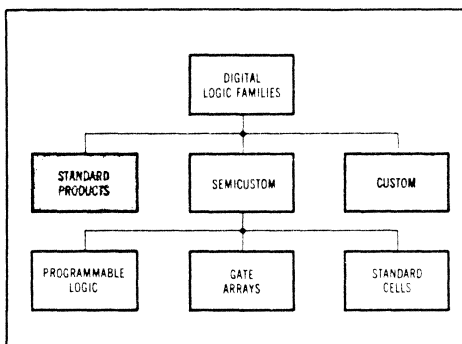 DIGITAL
LOGIC FAMILIES
STANDARD
PRODUCTS
SEMICUSTOM
CUSTOM
PROGRAMMABLE
LOGIC
GATE
ARRAYS
STANDARD
CELLS